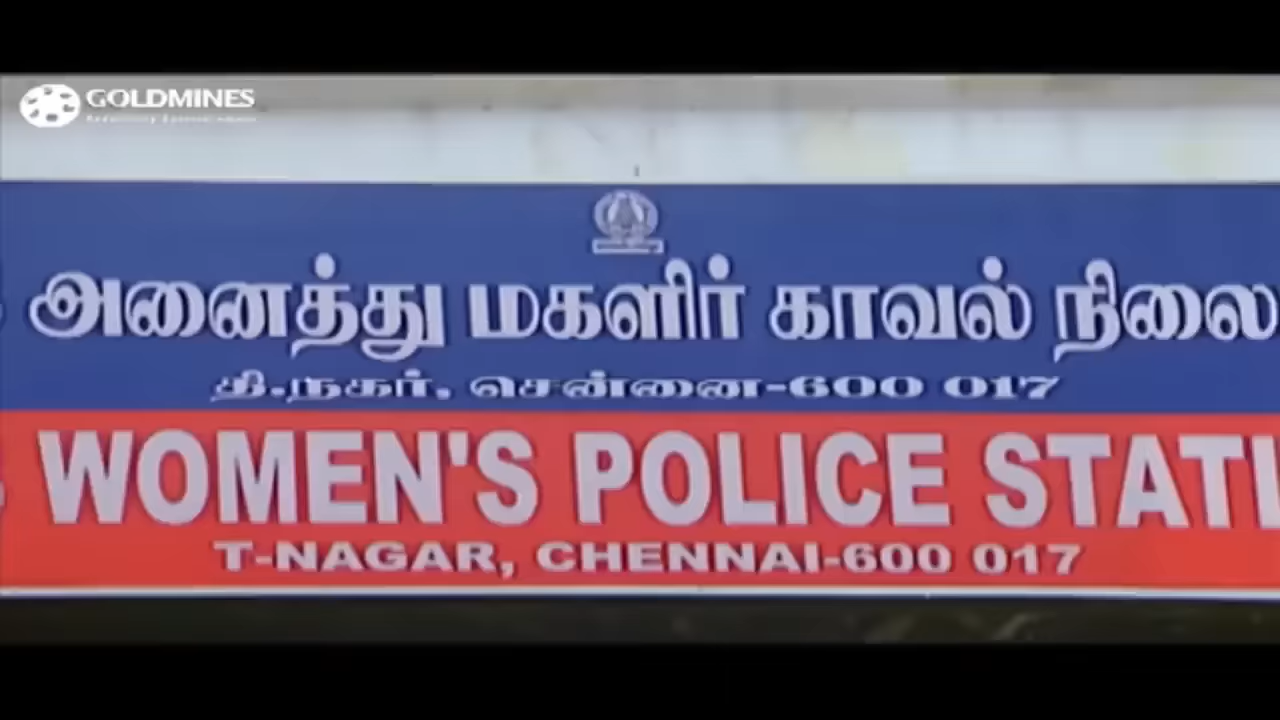 GOLDMINES
அனைத்து மகளிர் காவல் நிலை
தி.நகர், சென்னை-600 017
WOMEN'S POLICE STATI
T-NAGAR, CHENNAI-600 017